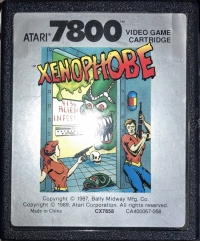 ATARI 7800 VIDEO GAME
CARTRIDGE
XENOPHOBE
Copyright © 1987, Bally Midway Mfg. Co.
Copyright © 1989, Atari Corporation. All rights reserved.
Made in China CX7858 CA400067-058